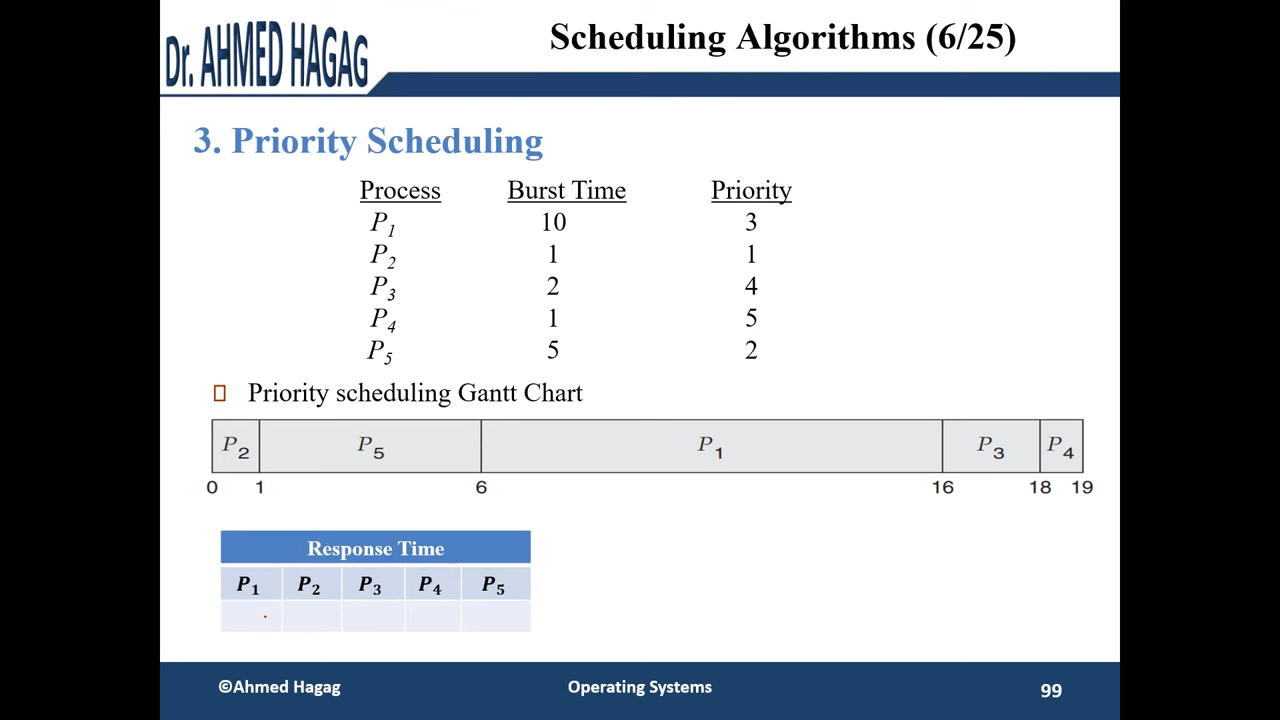 Dr. AHMED HAGAG
Scheduling Algorithms (6/25)
3. Priority Scheduling
Process Burst Time Priority
P1 10 3
P2 1 1
P3 2 4
P4 1 5
P5 5 2
Priority scheduling Gantt Chart
P2 P5 P1 P3 P4
0 1 6 16 18 19
Response Time
P1 P2 P3 P4 P5
©Ahmed Hagag Operating Systems 99